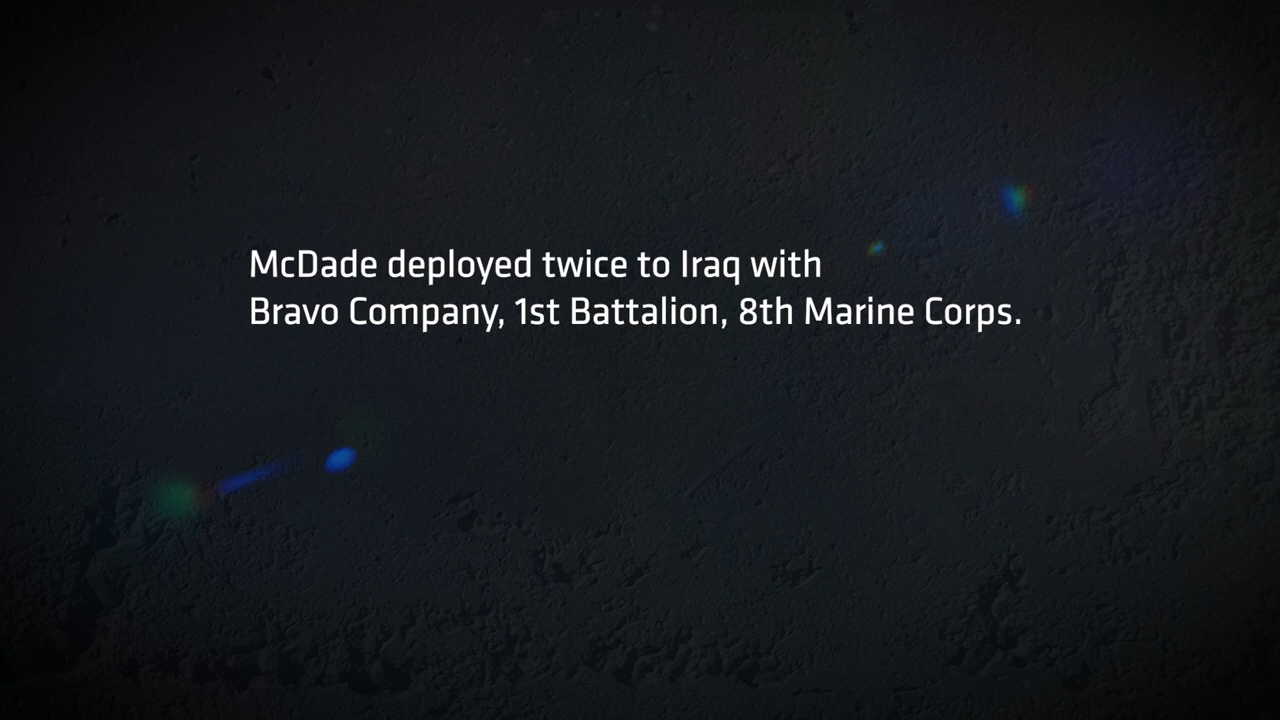 McDade deployed twice to Iraq with
Bravo Company, 1st Battalion, 8th Marine Corps.